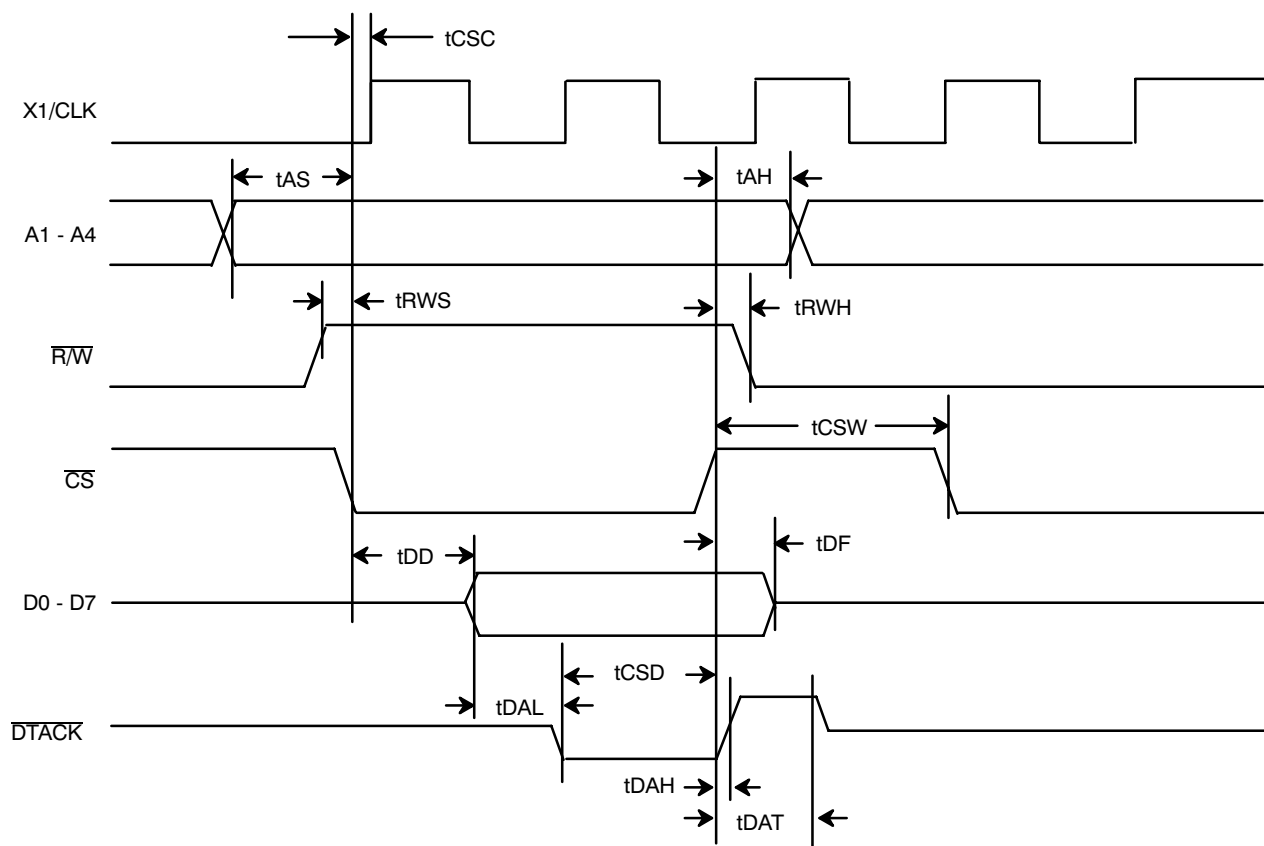 tCSC
X1/CLK
tAS
tAH
A1 - A4
tRWS
tRWH
R/W
tCSW
CS
tDD
tDF
D0 - D7
tCSD
tDAL
DTACK
tDAH
tDAT